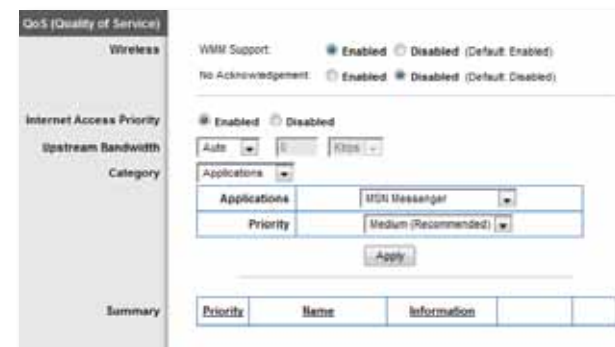 QoS (Quality of Service)
Wireless
WMM Support: Enabled Disabled (Default: Enabled)
No Acknowledgement: Enabled Disabled (Default: Disabled)
Internet Access Priority Enabled Disabled
Upstream Bandwidth Auto 0 Kbps
Category Applications
Applications MSN Messenger
Priority Medium (Recommended)
Apply
Summary Priority Name Information